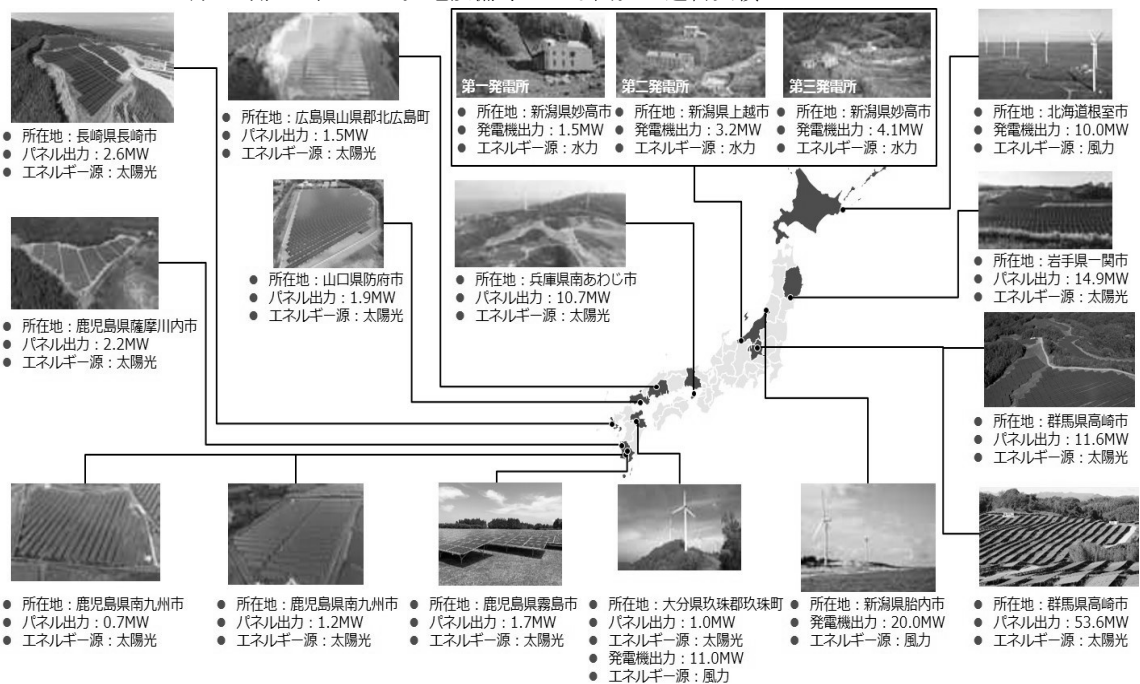 ● 所在地：長崎県長崎市
● パネル出力：2.6MW
● エネルギー源：太陽光
● 所在地：広島県山県郡北広島町
● パネル出力：1.5MW
● エネルギー源：太陽光
第一発電所
● 所在地：新潟県妙高市
● 発電機出力：1.5MW
● エネルギー源：水力
第二発電所
● 所在地：新潟県上越市
● 発電機出力：3.2MW
● エネルギー源：水力
第三発電所
● 所在地：新潟県妙高市
● 発電機出力：4.1MW
● エネルギー源：水力
● 所在地：北海道根室市
● 発電機出力：10.0MW
● エネルギー源：風力
● 所在地：鹿児島県薩摩川内市
● パネル出力：2.2MW
● エネルギー源：太陽光
● 所在地：山口県防府市
● パネル出力：1.9MW
● エネルギー源：太陽光
● 所在地：兵庫県南あわじ市
● パネル出力：10.7MW
● エネルギー源：太陽光
● 所在地：岩手県一関市
● パネル出力：14.9MW
● エネルギー源：太陽光
● 所在地：群馬県高崎市
● パネル出力：11.6MW
● エネルギー源：太陽光
● 所在地：鹿児島県南九州市
● パネル出力：0.7MW
● エネルギー源：太陽光
● 所在地：鹿児島県南九州市
● パネル出力：1.2MW
● エネルギー源：太陽光
● 所在地：鹿児島県霧島市
● パネル出力：1.7MW
● エネルギー源：太陽光
● 所在地：大分県玖珠郡玖珠町
● パネル出力：1.0MW
● エネルギー源：太陽光
● 発電機出力：11.0MW
● エネルギー源：風力
● 所在地：新潟県胎内市
● 発電機出力：20.0MW
● エネルギー源：風力
● 所在地：群馬県高崎市
● パネル出力：53.6MW
● エネルギー源：太陽光